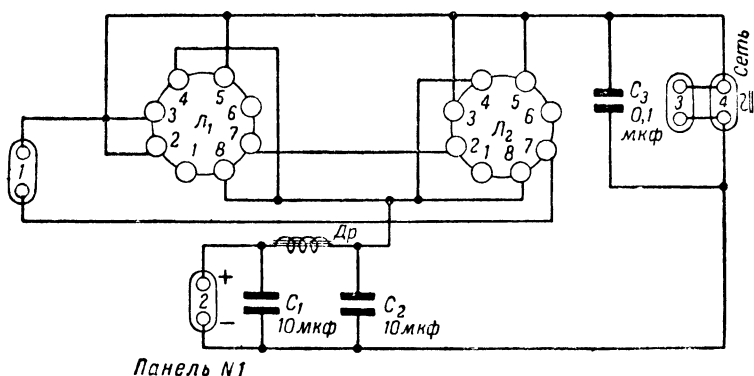 4 5
3 Л₁ 6
2 7
1 8
4 5
3 Л₂ 6
2 7
1 8
C₃
0,1
мкф
3 4
Сеть
1
Др
+
2
−
C₁
10мкф
C₂
10мкф
Панель N1